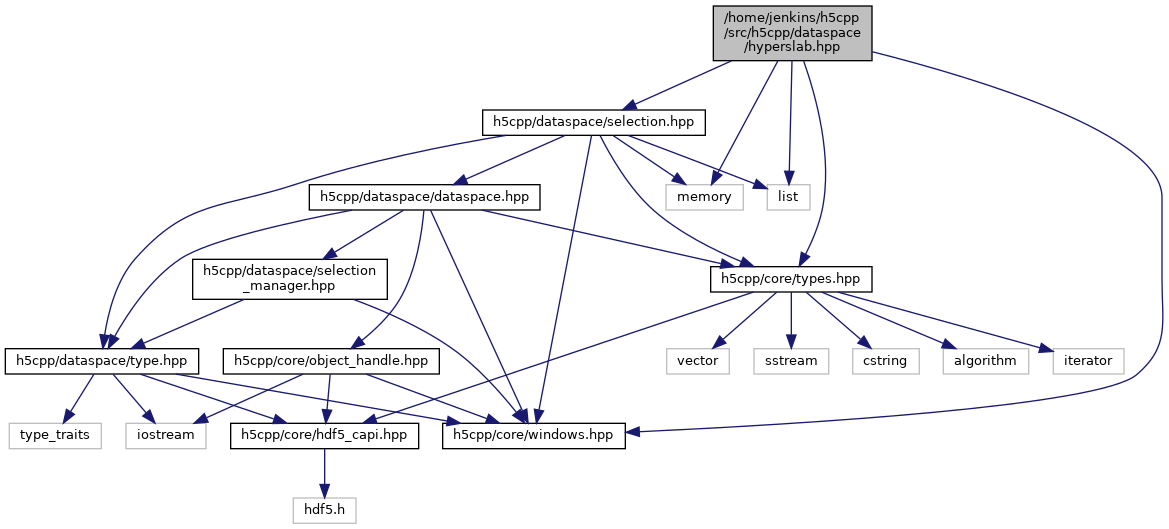 /home/jenkins/h5cpp
/src/h5cpp/dataspace
/hyperslab.hpp
h5cpp/dataspace/selection.hpp
h5cpp/dataspace/dataspace.hpp
memory
list
h5cpp/dataspace/selection
_manager.hpp
h5cpp/core/types.hpp
h5cpp/dataspace/type.hpp
h5cpp/core/object_handle.hpp
vector
sstream
cstring
algorithm
iterator
type_traits
iostream
h5cpp/core/hdf5_capi.hpp
h5cpp/core/windows.hpp
hdf5.h